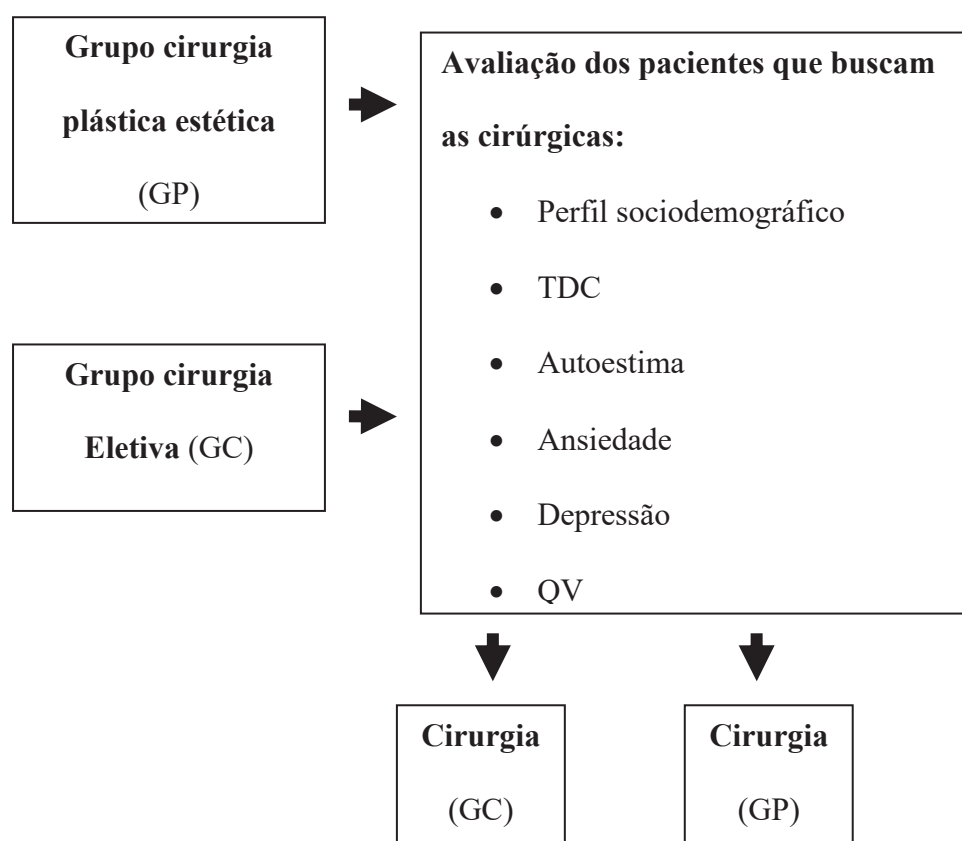 Grupo cirurgia
plástica estética
(GP)
Avaliação dos pacientes que buscam
as cirúrgicas:
• Perfil sociodemográfico
• TDC
• Autoestima
• Ansiedade
• Depressão
• QV
Grupo cirurgia
Eletiva (GC)
Cirurgia
(GC)
Cirurgia
(GP)